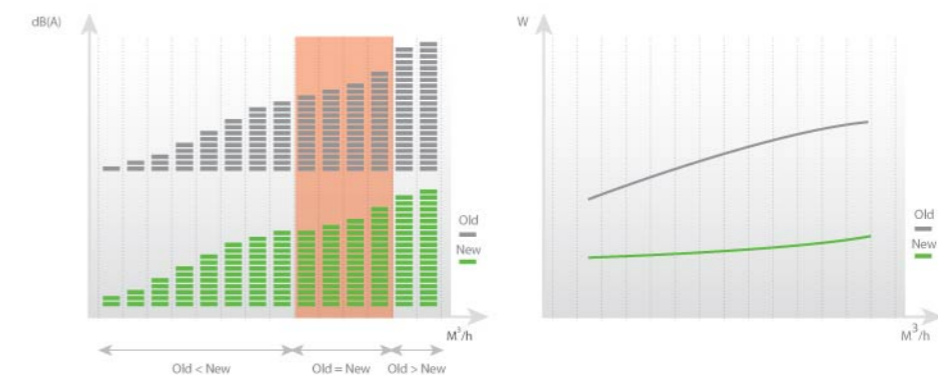 dB(A)
Old
New
M³/h
Old < New
Old = New
Old > New
W
Old
New
M³/h